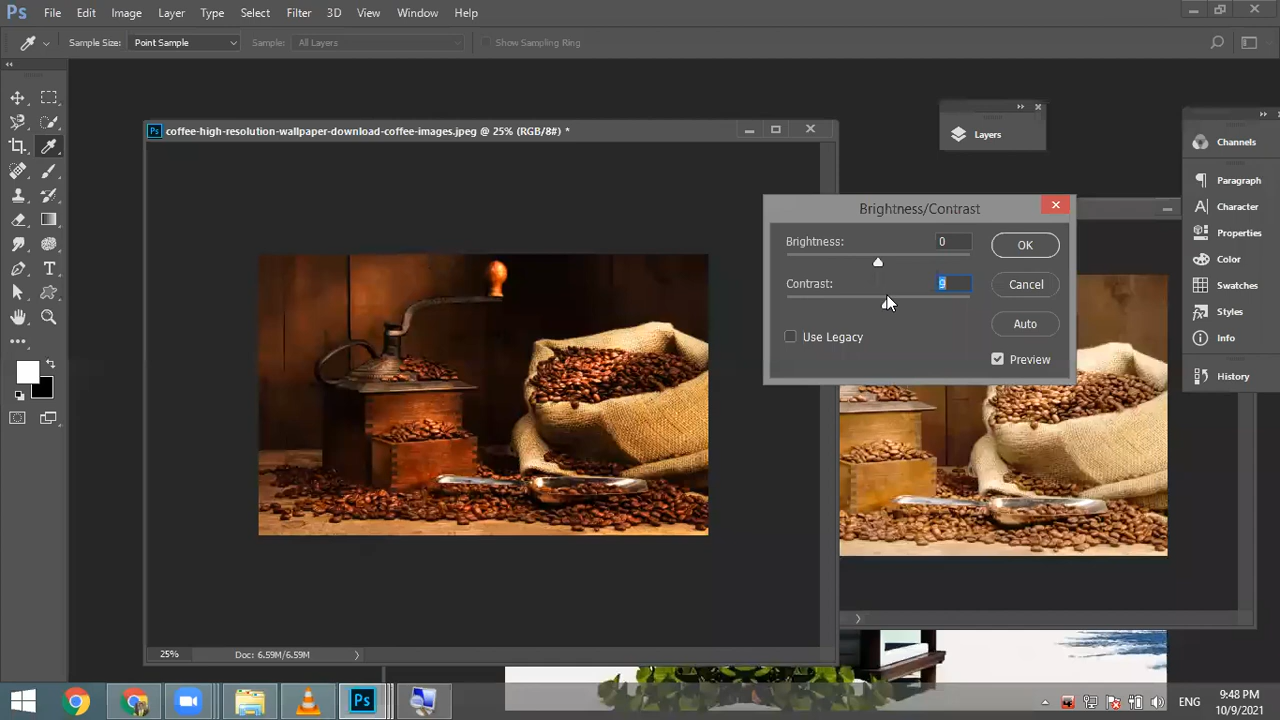 Ps File Edit Image Layer Type Select Filter 3D View Window Help
Sample Size: Point Sample Sample: All Layers Show Sampling Ring
Ps coffee-high-resolution-wallpaper-download-coffee-images.jpeg @ 25% (RGB/8#) *
Layers
Channels
Paragraph
Character
Properties
Color
Swatches
Styles
Info
History
Brightness/Contrast
Brightness: 0
OK
Contrast: 9
Cancel
Auto
Use Legacy
Preview
T
25% Doc: 6.59M/6.59M
Ps
ENG
9:48 PM
10/9/2021